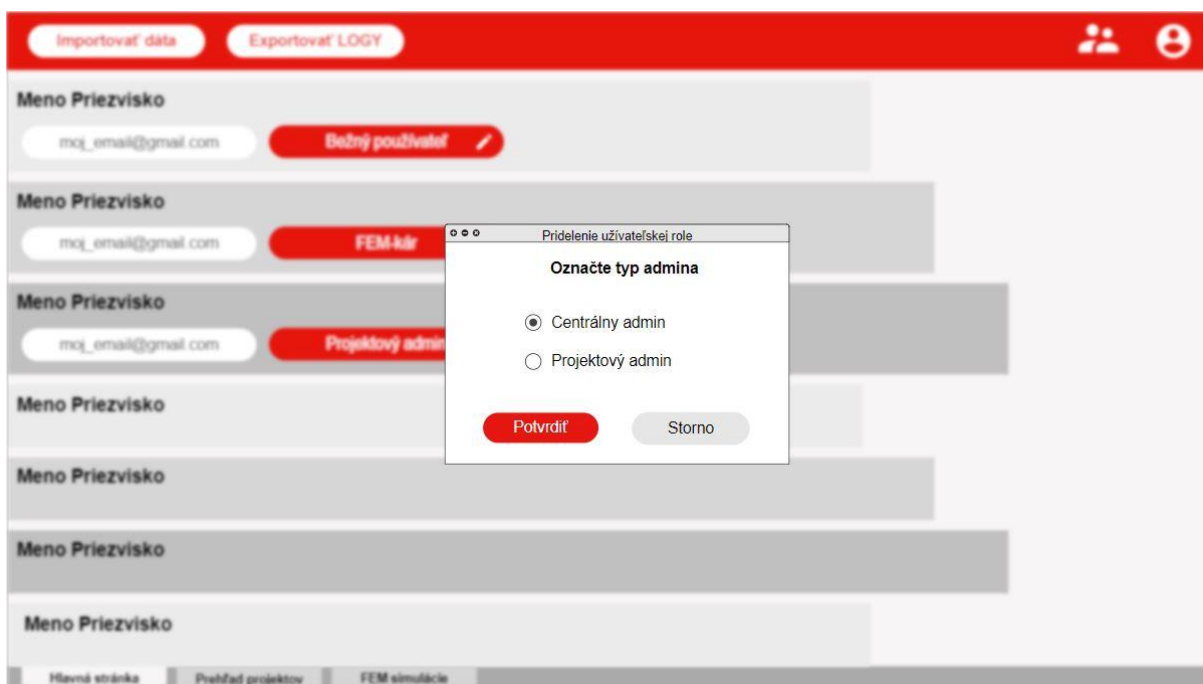 Importovať dáta Exportovať LOGY
Meno Priezvisko
moj_email@gmail.com Bežný používateľ
Meno Priezvisko
moj_email@gmail.com FEM-kár
Meno Priezvisko
moj_email@gmail.com Projektový admin
Pridelenie užívateľskej role
Označte typ admina
Centrálny admin
Projektový admin
Potvrdiť Storno
Meno Priezvisko
Meno Priezvisko
Meno Priezvisko
Meno Priezvisko
Hlavná stránka Prehľad projektov FEM simulácie